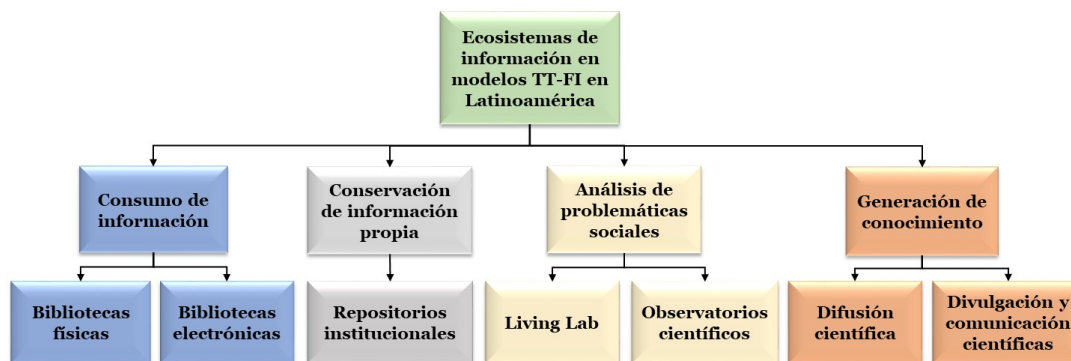 Ecosistemas de
información en
modelos TT-FI en
Latinoamérica
Consumo de
información
Conservación
de información
propia
Análisis de
problemáticas
sociales
Generación de
conocimiento
Bibliotecas
físicas
Bibliotecas
electrónicas
Repositorios
institucionales
Living Lab
Observatorios
científicos
Difusión
científica
Divulgación y
comunicación
científicas